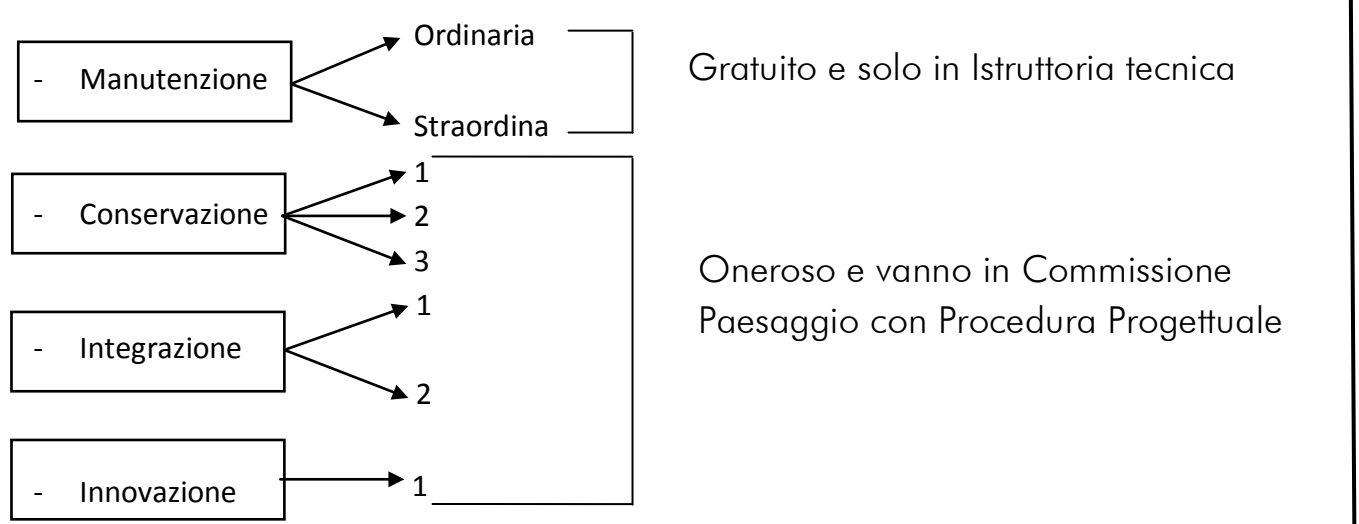 - Manutenzione
Ordinaria
Straordina
Gratuito e solo in Istruttoria tecnica
- Conservazione
1
2
3
- Integrazione
1
2
- Innovazione
1
Oneroso e vanno in Commissione
Paesaggio con Procedura Progettuale